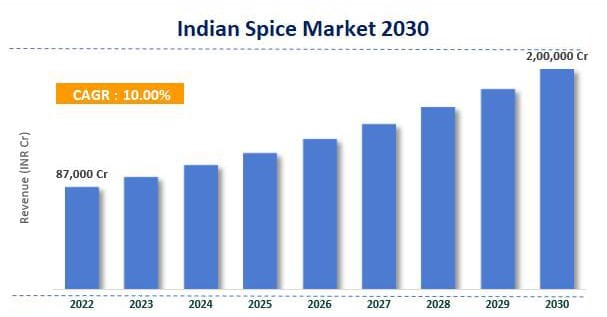 Indian Spice Market 2030
2,00,000 Cr
CAGR : 10.00%
87,000 Cr
Revenue (INR Cr)
2022 2023 2024 2025 2026 2027 2028 2029 2030